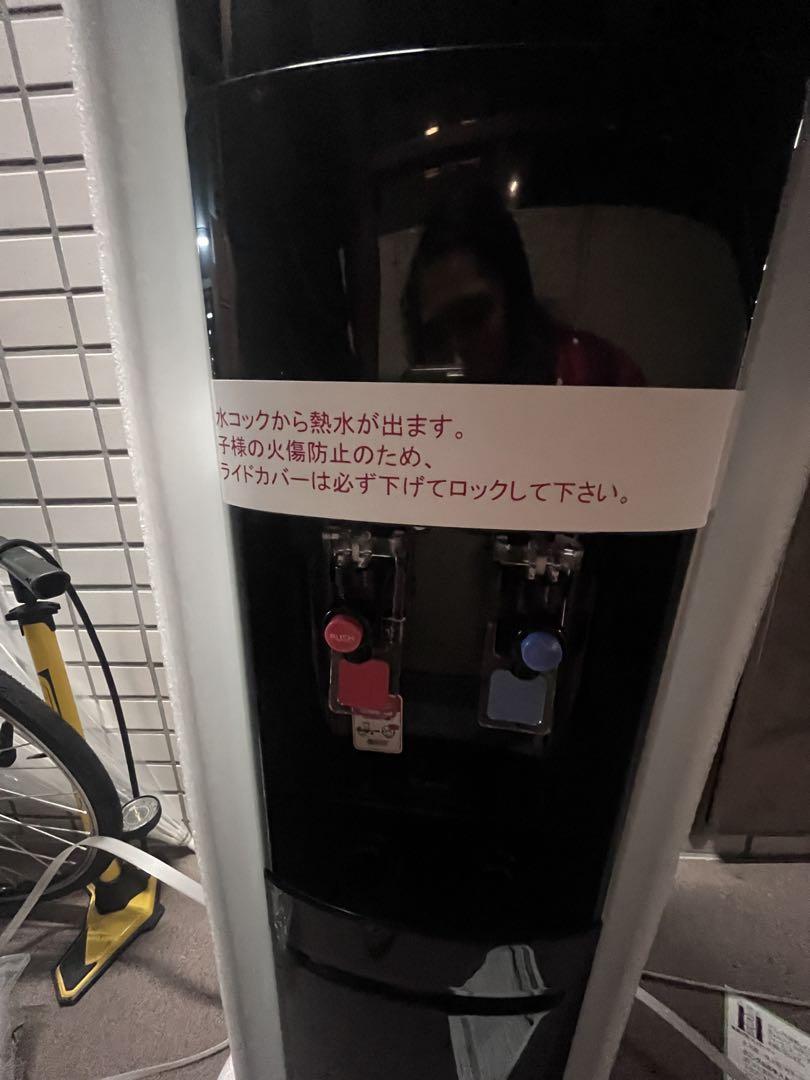 水コックから熱水が出ます。
子様の火傷防止のため、
ライドカバーは必ず下げてロックして下さい。
PUSH